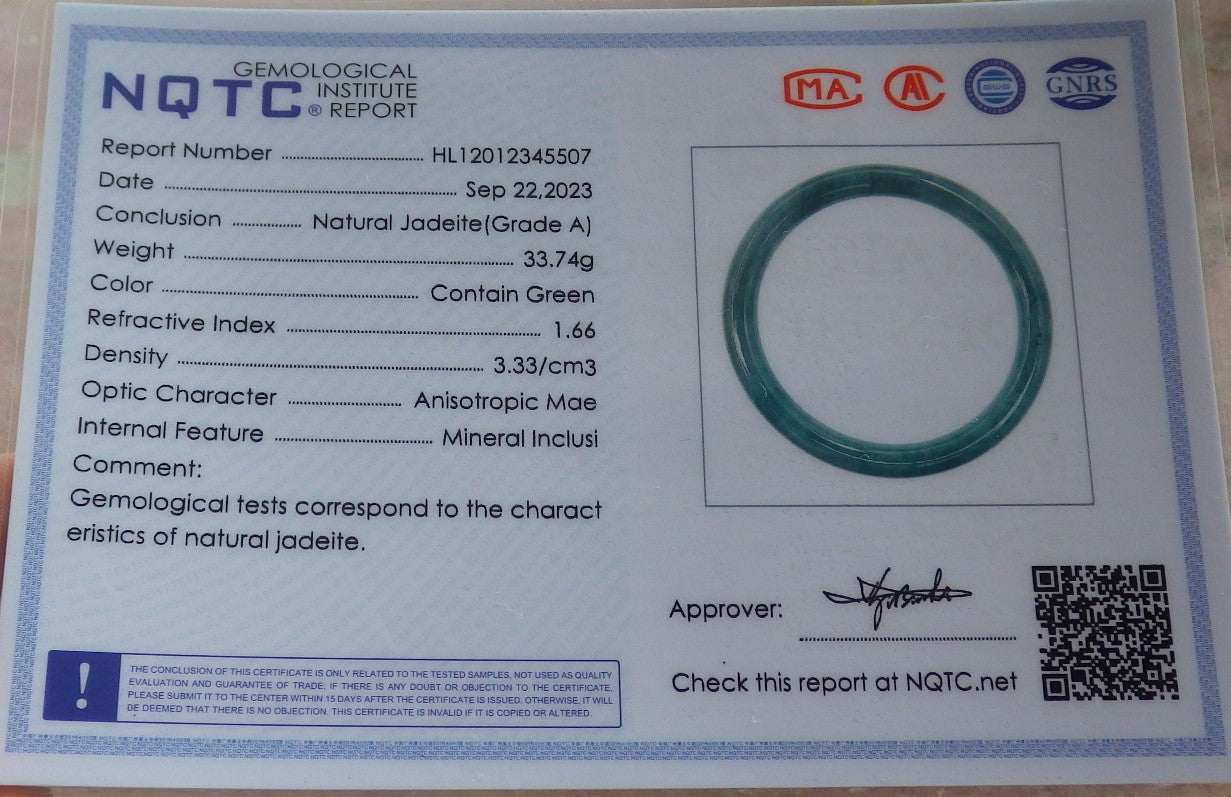 NQTC® GEMOLOGICAL INSTITUTE REPORT
MA
GNRS
Report Number ........ HL12012345507
Date ........ Sep 22,2023
Conclusion ........ Natural Jadeite(Grade A)
Weight ........ 33.74g
Color ........ Contain Green
Refractive Index ........ 1.66
Density ........ 3.33/cm3
Optic Character ........ Anisotropic Mae
Internal Feature ........ Mineral Inclusi
Comment:
Gemological tests correspond to the charact
eristics of natural jadeite.
Approver:
Check this report at NQTC.net
! THE CONCLUSION OF THIS CERTIFICATE IS ONLY RELATED TO THE TESTED SAMPLES, NOT USED AS QUALITY
EVALUATION AND GUARANTEE OF TRADE; IF THERE IS ANY DOUBT OR OBJECTION TO THE CERTIFICATE,
PLEASE SUBMIT IT TO THE CENTER WITHIN 15 DAYS AFTER THE CERTIFICATE IS ISSUED. OTHERWISE, IT WILL
BE DEEMED THAT THERE IS NO OBJECTION. THIS CERTIFICATE IS INVALID IF IT IS COPIED OR ALTERED.